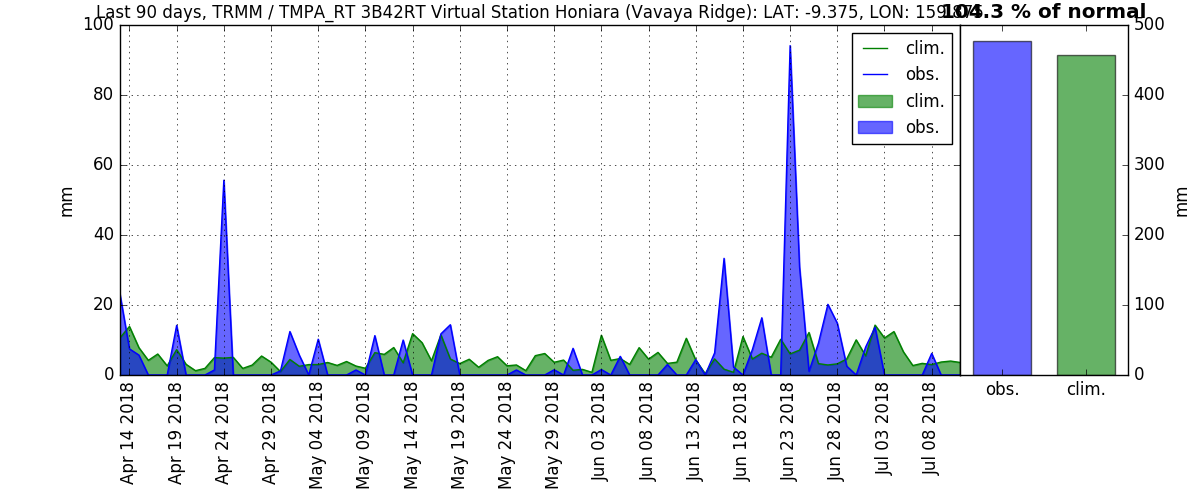 Last 90 days, TRMM / TMPA_RT 3B42RT Virtual Station Honiara (Vavaya Ridge): LAT: -9.375, LON:
104.3 % of normal
100
80
60
40
20
0
mm
clim.
obs.
clim.
obs.
500
400
300
200
100
0
mm
obs.
clim.
Apr 14 2018
Apr 19 2018
Apr 24 2018
Apr 29 2018
May 04 2018
May 09 2018
May 14 2018
May 19 2018
May 24 2018
May 29 2018
Jun 03 2018
Jun 08 2018
Jun 13 2018
Jun 18 2018
Jun 23 2018
Jun 28 2018
Jul 03 2018
Jul 08 2018